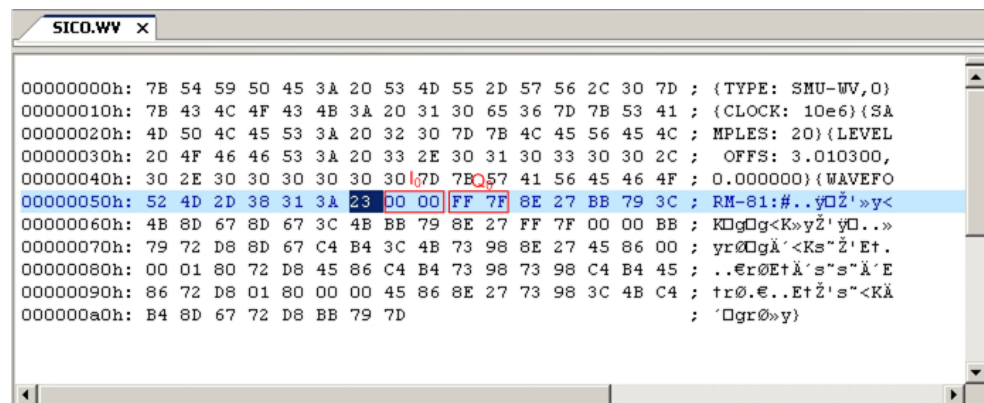 SICO.WV X
00000000h: 7B 54 59 50 45 3A 20 53 4D 55 2D 57 56 2C 30 7D ; {TYPE: SMU-WV,0}
00000010h: 7B 43 4C 4F 43 4B 3A 20 31 30 65 36 7D 7B 53 41 ; {CLOCK: 10e6}{SA
00000020h: 4D 50 4C 45 53 3A 20 32 30 7D 7B 4C 45 56 45 4C ; MPLES: 20}{LEVEL
00000030h: 20 4F 46 46 53 3A 20 33 2E 30 31 30 33 30 30 2C ; OFFS: 3.010300,
00000040h: 30 2E 30 30 30 30 30 30 7D 7B 57 41 56 45 46 4F ; 0.000000}{WAVEFO
I0 Q0
00000050h: 52 4D 2D 38 31 3A 23 00 00 FF 7F 8E 27 BB 79 3C ; RM-81:#..ÿ□Ž'»y<
00000060h: 4B 8D 67 8D 67 3C 4B BB 79 8E 27 FF 7F 00 00 BB ; K□g□g<K»yŽ'ÿ□..»
00000070h: 79 72 D8 8D 67 C4 B4 3C 4B 73 98 8E 27 45 86 00 ; yrØ□gÄ´<Ks˜Ž'E†.
00000080h: 00 01 80 72 D8 45 86 C4 B4 73 98 73 98 C4 B4 45 ; ..€rØE†Ä´s˜s˜Ä´E
00000090h: 86 72 D8 01 80 00 00 45 86 8E 27 73 98 3C 4B C4 ; †rØ.€..E†Ž's˜<KÄ
000000a0h: B4 8D 67 72 D8 BB 79 7D ; ´□grØ»y}